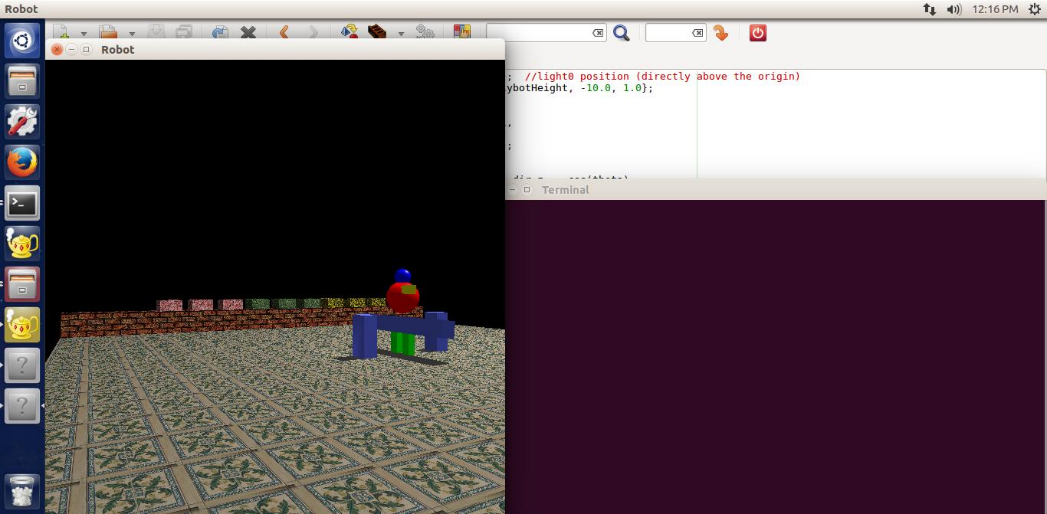 Robot
12:16 PM
Robot
; //light0 position (directly above the origin)
ybotHeight, -10.0, 1.0};
,
;
Terminal